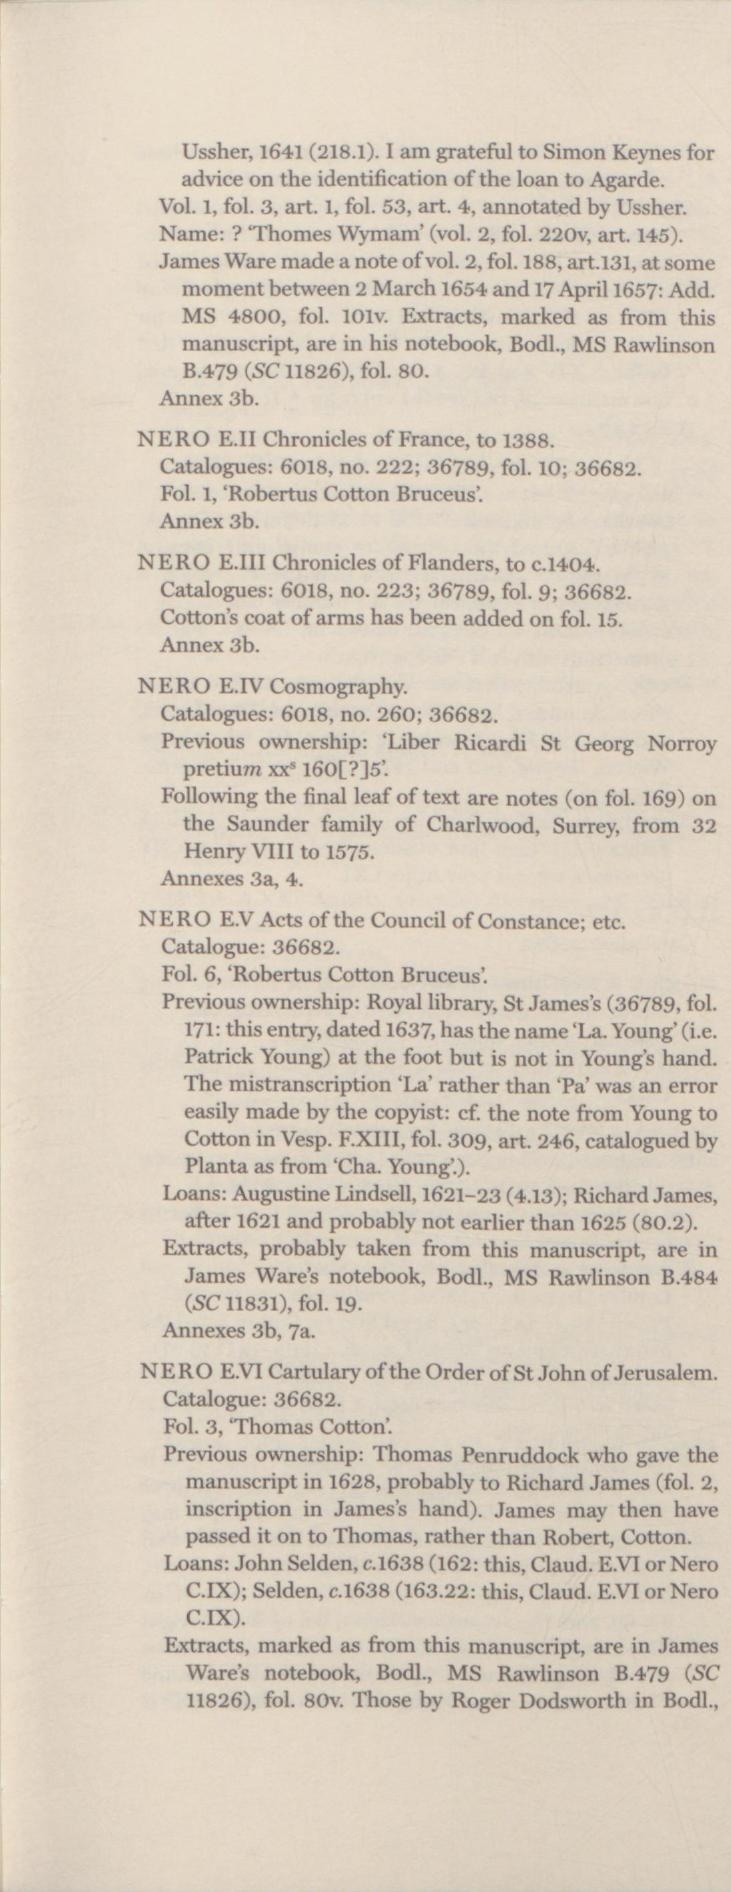 Ussher, 1641 (218.1). I am grateful to Simon Keynes for
advice on the identification of the loan to Agarde.
Vol. 1, fol. 3, art. 1, fol. 53, art. 4, annotated by Ussher.
Name: ? ‘Thomes Wymam’ (vol. 2, fol. 220v, art. 145).
James Ware made a note of vol. 2, fol. 188, art.131, at some
moment between 2 March 1654 and 17 April 1657: Add.
MS 4800, fol. 101v. Extracts, marked as from this
manuscript, are in his notebook, Bodl., MS Rawlinson
B.479 (SC 11826), fol. 80.
Annex 3b.
NERO E.II Chronicles of France, to 1388.
Catalogues: 6018, no. 222; 36789, fol. 10; 36682.
Fol. 1, ‘Robertus Cotton Bruceus’.
Annex 3b.
NERO E.III Chronicles of Flanders, to c.1404.
Catalogues: 6018, no. 223; 36789, fol. 9; 36682.
Cotton’s coat of arms has been added on fol. 15.
Annex 3b.
NERO E.IV Cosmography.
Catalogues: 6018, no. 260; 36682.
Previous ownership: ‘Liber Ricardi St Georg Norroy
pretium xxˢ 160[?]5’.
Following the final leaf of text are notes (on fol. 169) on
the Saunder family of Charlwood, Surrey, from 32
Henry VIII to 1575.
Annexes 3a, 4.
NERO E.V Acts of the Council of Constance; etc.
Catalogue: 36682.
Fol. 6, ‘Robertus Cotton Bruceus’.
Previous ownership: Royal library, St James’s (36789, fol.
171: this entry, dated 1637, has the name ‘La. Young’ (i.e.
Patrick Young) at the foot but is not in Young’s hand.
The mistranscription ‘La’ rather than ‘Pa’ was an error
easily made by the copyist: cf. the note from Young to
Cotton in Vesp. F.XIII, fol. 309, art. 246, catalogued by
Planta as from ‘Cha. Young’.).
Loans: Augustine Lindsell, 1621–23 (4.13); Richard James,
after 1621 and probably not earlier than 1625 (80.2).
Extracts, probably taken from this manuscript, are in
James Ware’s notebook, Bodl., MS Rawlinson B.484
(SC 11831), fol. 19.
Annexes 3b, 7a.
NERO E.VI Cartulary of the Order of St John of Jerusalem.
Catalogue: 36682.
Fol. 3, ‘Thomas Cotton’.
Previous ownership: Thomas Penruddock who gave the
manuscript in 1628, probably to Richard James (fol. 2,
inscription in James’s hand). James may then have
passed it on to Thomas, rather than Robert, Cotton.
Loans: John Selden, c.1638 (162: this, Claud. E.VI or Nero
C.IX); Selden, c.1638 (163.22: this, Claud. E.VI or Nero
C.IX).
Extracts, marked as from this manuscript, are in James
Ware’s notebook, Bodl., MS Rawlinson B.479 (SC
11826), fol. 80v. Those by Roger Dodsworth in Bodl.,